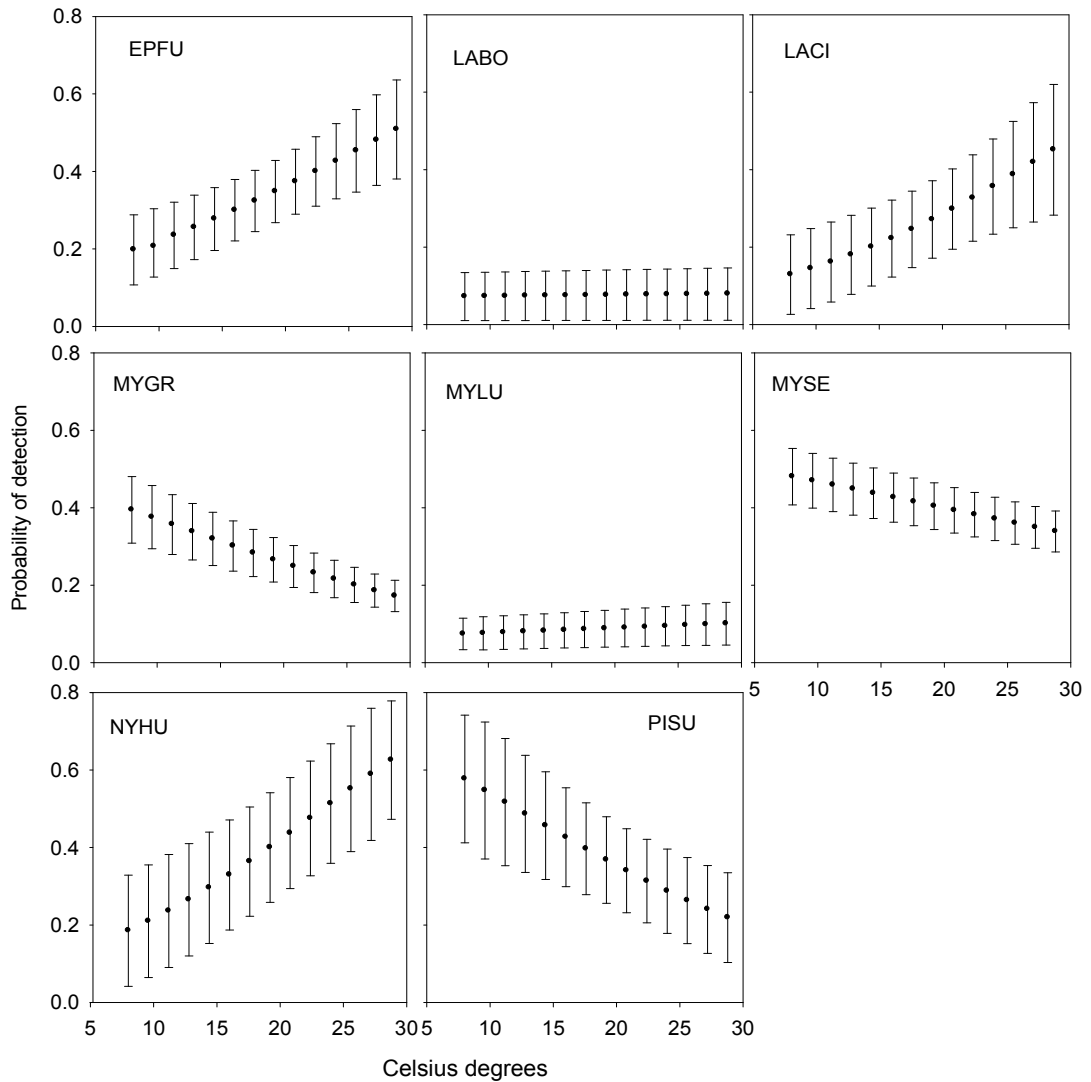 0.8
EPFU
LABO
LACI
0.6
0.4
0.2
0.0
0.8
MYGR
MYLU
MYSE
0.6
0.4
0.2
0.0
Probability of detection
5 10 15 20 25 30
0.8
NYHU
PISU
0.6
0.4
0.2
0.0
5 10 15 20 25 30 5 10 15 20 25 30
Celsius degrees